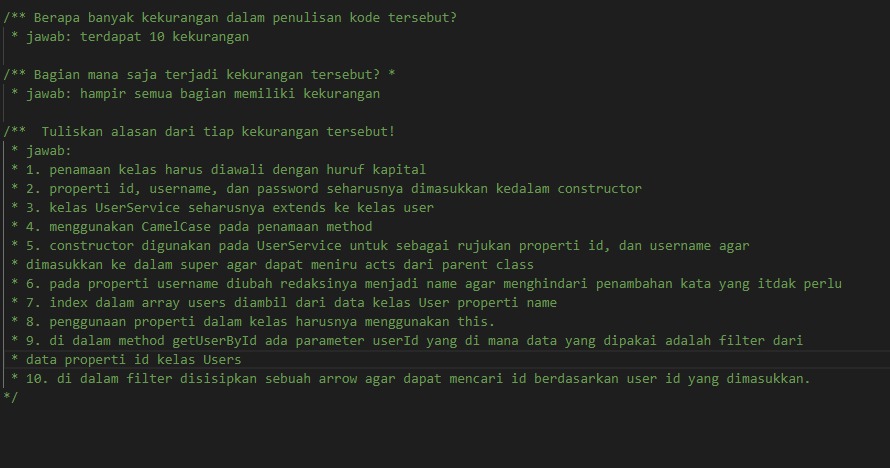 /** Berapa banyak kekurangan dalam penulisan kode tersebut?
* jawab: terdapat 10 kekurangan
/** Bagian mana saja terjadi kekurangan tersebut? *
* jawab: hampir semua bagian memiliki kekurangan
/**  Tuliskan alasan dari tiap kekurangan tersebut!
* jawab:
* 1. penamaan kelas harus diawali dengan huruf kapital
* 2. properti id, username, dan password seharusnya dimasukkan kedalam constructor
* 3. kelas UserService seharusnya extends ke kelas user
* 4. menggunakan CamelCase pada penamaan method
* 5. constructor digunakan pada UserService untuk sebagai rujukan properti id, dan username agar
* dimasukkan ke dalam super agar dapat meniru acts dari parent class
* 6. pada properti username diubah redaksinya menjadi name agar menghindari penambahan kata yang itdak perlu
* 7. index dalam array users diambil dari data kelas User properti name
* 8. penggunaan properti dalam kelas harusnya menggunakan this.
* 9. di dalam method getUserById ada parameter userId yang di mana data yang dipakai adalah filter dari
* data properti id kelas Users
* 10. di dalam filter disisipkan sebuah arrow agar dapat mencari id berdasarkan user id yang dimasukkan.
*/